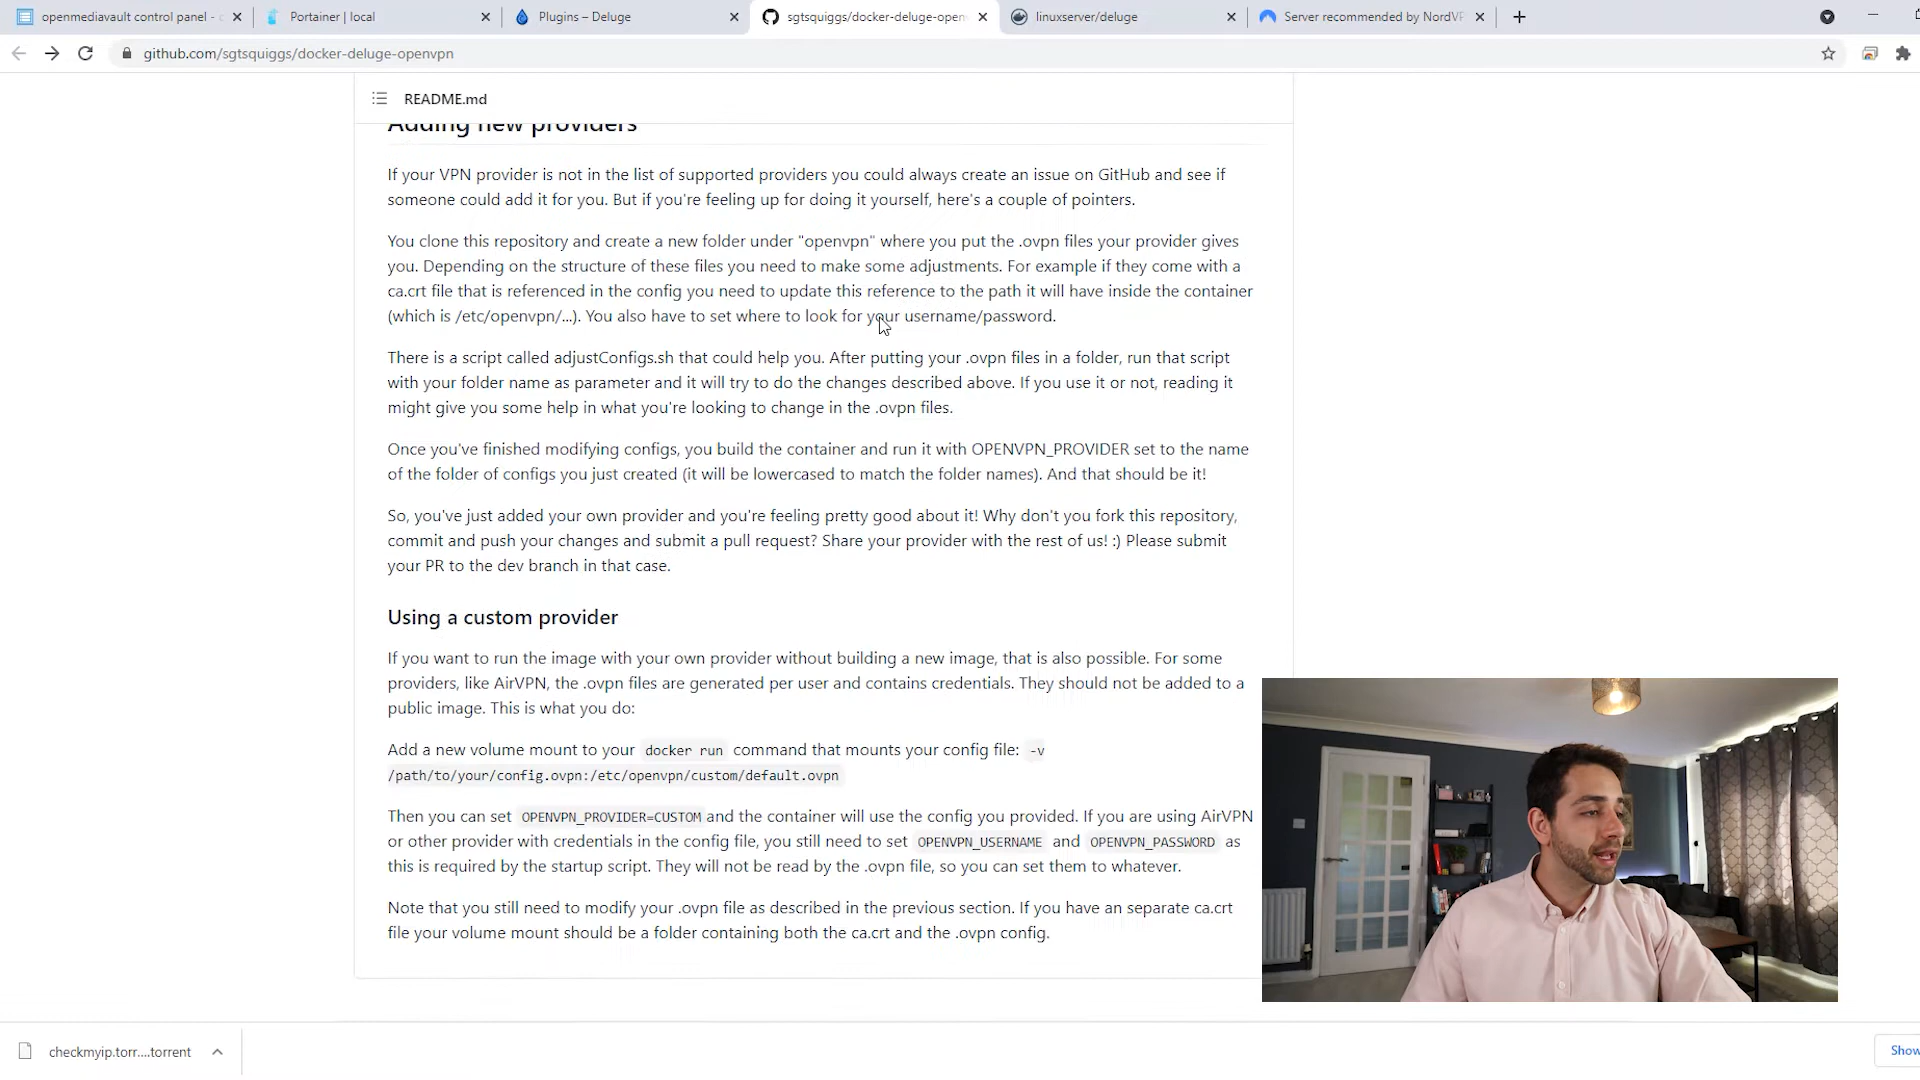 openmediavault control panel - 
Portainer | local
Plugins – Deluge
sgtsquiggs/docker-deluge-open
linuxserver/deluge
Server recommended by NordVP
github.com/sgtsquiggs/docker-deluge-openvpn
README.md
Adding new providers
If your VPN provider is not in the list of supported providers you could always create an issue on GitHub and see if
someone could add it for you. But if you're feeling up for doing it yourself, here's a couple of pointers.
You clone this repository and create a new folder under "openvpn" where you put the .ovpn files your provider gives
you. Depending on the structure of these files you need to make some adjustments. For example if they come with a
ca.crt file that is referenced in the config you need to update this reference to the path it will have inside the container
(which is /etc/openvpn/...). You also have to set where to look for your username/password.
There is a script called adjustConfigs.sh that could help you. After putting your .ovpn files in a folder, run that script
with your folder name as parameter and it will try to do the changes described above. If you use it or not, reading it
might give you some help in what you're looking to change in the .ovpn files.
Once you've finished modifying configs, you build the container and run it with OPENVPN_PROVIDER set to the name
of the folder of configs you just created (it will be lowercased to match the folder names). And that should be it!
So, you've just added your own provider and you're feeling pretty good about it! Why don't you fork this repository,
commit and push your changes and submit a pull request? Share your provider with the rest of us! :) Please submit
your PR to the dev branch in that case.
Using a custom provider
If you want to run the image with your own provider without building a new image, that is also possible. For some
providers, like AirVPN, the .ovpn files are generated per user and contains credentials. They should not be added to a
public image. This is what you do:
Add a new volume mount to your docker run command that mounts your config file: -v
/path/to/your/config.ovpn:/etc/openvpn/custom/default.ovpn
Then you can set OPENVPN_PROVIDER=CUSTOM and the container will use the config you provided. If you are using AirVPN
or other provider with credentials in the config file, you still need to set OPENVPN_USERNAME and OPENVPN_PASSWORD as
this is required by the startup script. They will not be read by the .ovpn file, so you can set them to whatever.
Note that you still need to modify your .ovpn file as described in the previous section. If you have an separate ca.crt
file your volume mount should be a folder containing both the ca.crt and the .ovpn config.
checkmyip.torr....torrent
Show